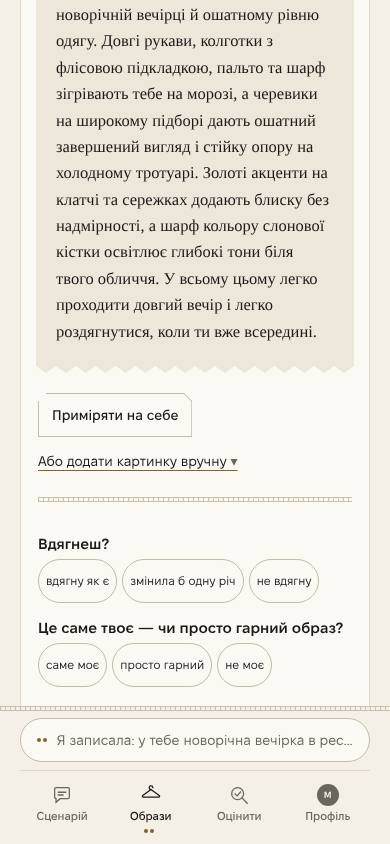 новорічній вечірці й ошатному рівню
одягу. Довгі рукави, колготки з
флісовою підкладкою, пальто та шарф
зігрівають тебе на морозі, а черевики
на широкому підборі дають ошатний
завершений вигляд і стійку опору на
холодному тротуарі. Золоті акценти на
клатчі та сережках додають блиску без
надмірності, а шарф кольору слонової
кістки освітлює глибокі тони біля
твого обличчя. У всьому цьому легко
проходити довгий вечір і легко
роздягнутися, коли ти вже всередині.
Приміряти на себе
Або додати картинку вручну ▾
Вдягнеш?
вдягну як є змінила б одну річ не вдягну
Це саме твоє — чи просто гарний образ?
саме моє просто гарний не моє
Я записала: у тебе новорічна вечірка в рес...
Сценарій Образи Оцінити М Профіль